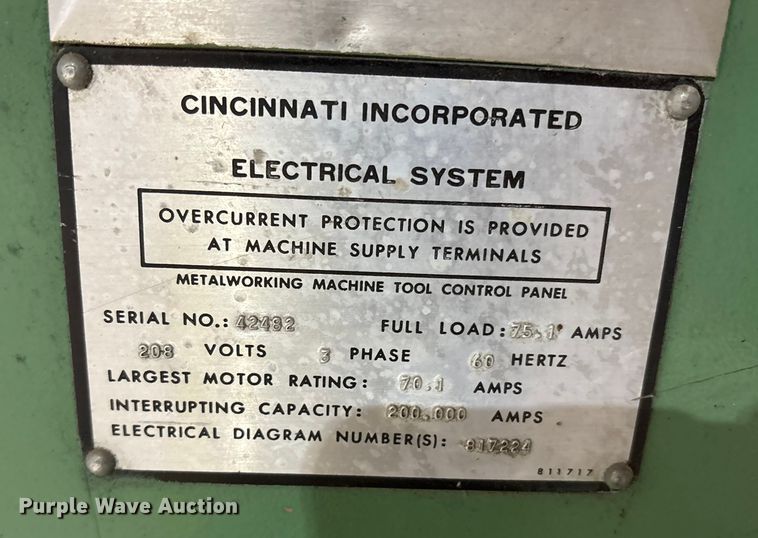 CINCINNATI INCORPORATED
ELECTRICAL SYSTEM
OVERCURRENT PROTECTION IS PROVIDED
AT MACHINE SUPPLY TERMINALS
METALWORKING MACHINE TOOL CONTROL PANEL
SERIAL NO.: 42492 FULL LOAD: 75.1 AMPS
208 VOLTS 3 PHASE 60 HERTZ
LARGEST MOTOR RATING: 70.1 AMPS
INTERRUPTING CAPACITY: 200,000 AMPS
ELECTRICAL DIAGRAM NUMBER(S): 817224
811717
Purple Wave Auction